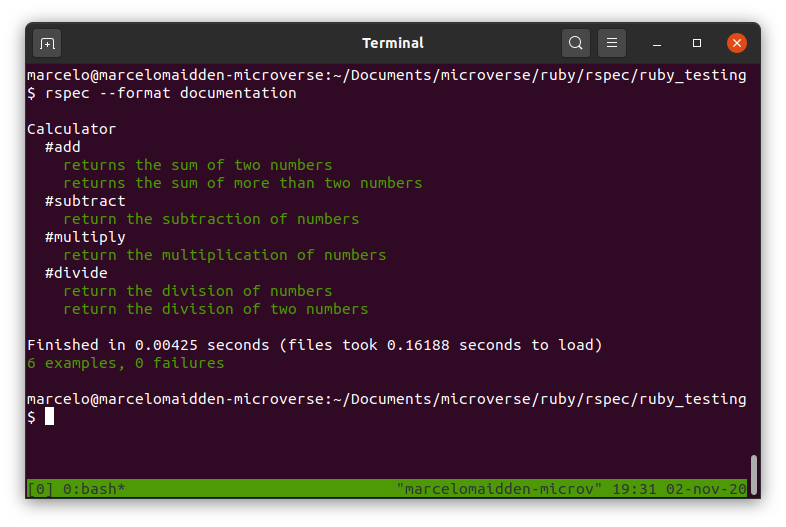 Terminal
marcelo@marcelomaidden-microverse:~/Documents/microverse/ruby/rspec/ruby_testing
$ rspec --format documentation
Calculator
#add
returns the sum of two numbers
returns the sum of more than two numbers
#subtract
return the subtraction of numbers
#multiply
return the multiplication of numbers
#divide
return the division of numbers
return the division of two numbers
Finished in 0.00425 seconds (files took 0.16188 seconds to load)
6 examples, 0 failures
marcelo@marcelomaidden-microverse:~/Documents/microverse/ruby/rspec/ruby_testing
$
[0] 0:bash* "marcelomaidden-microv" 19:31 02-nov-20